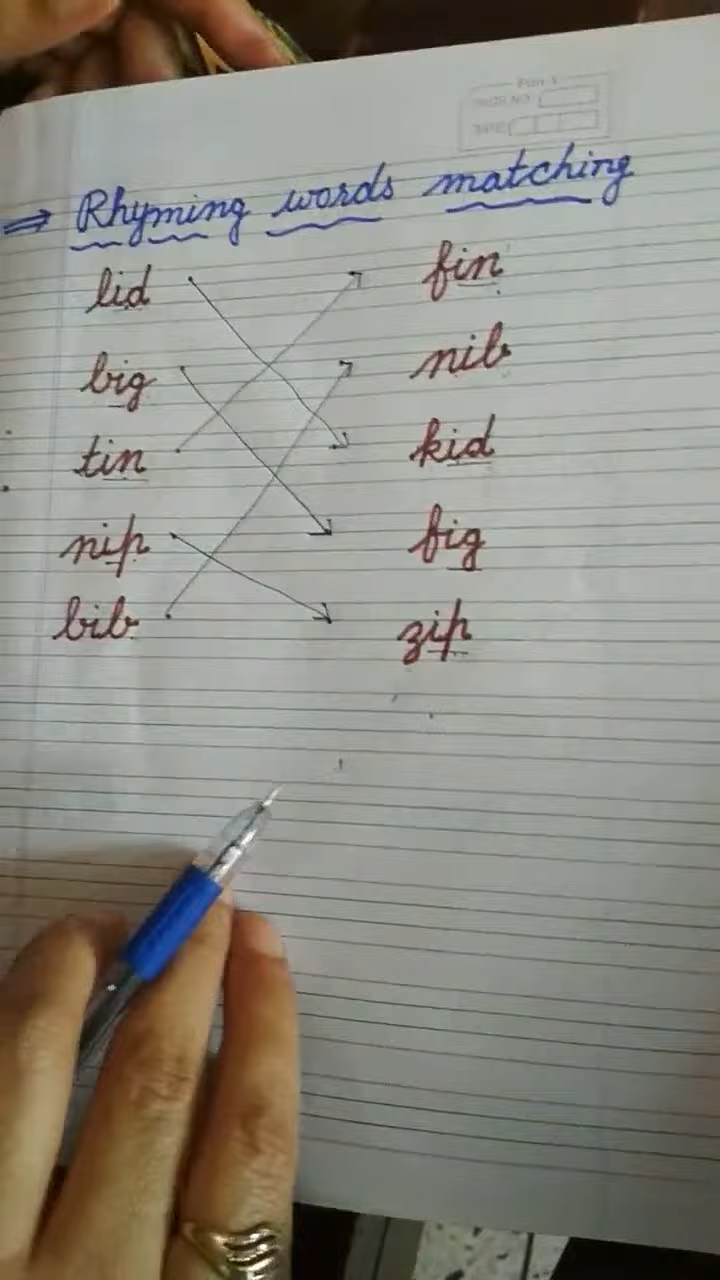 ⇒ Rhyming words matching
lid fin
big nib
tin kid
nip fig
bib zip